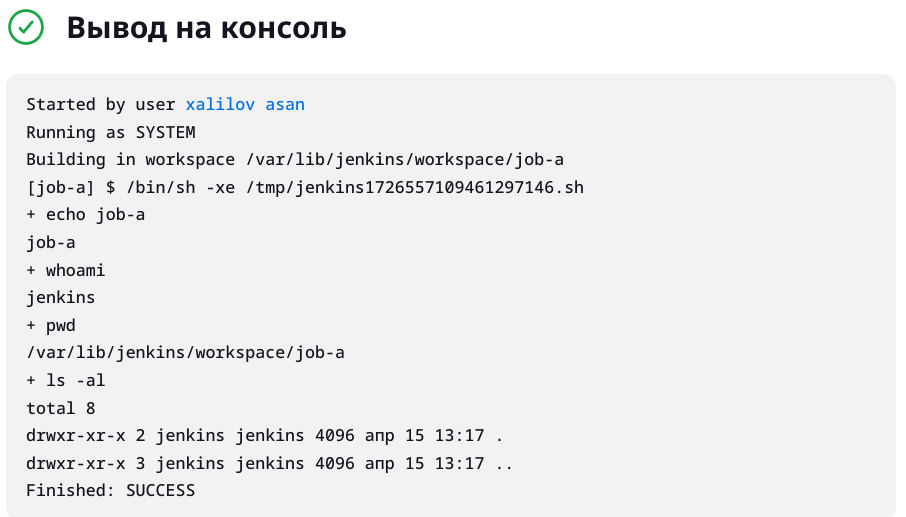 Вывод на консоль
Started by user xalilov asan
Running as SYSTEM
Building in workspace /var/lib/jenkins/workspace/job-a
[job-a] $ /bin/sh -xe /tmp/jenkins1726557109461297146.sh
+ echo job-a
job-a
+ whoami
jenkins
+ pwd
/var/lib/jenkins/workspace/job-a
+ ls -al
total 8
drwxr-xr-x 2 jenkins jenkins 4096 апр 15 13:17 .
drwxr-xr-x 3 jenkins jenkins 4096 апр 15 13:17 ..
Finished: SUCCESS